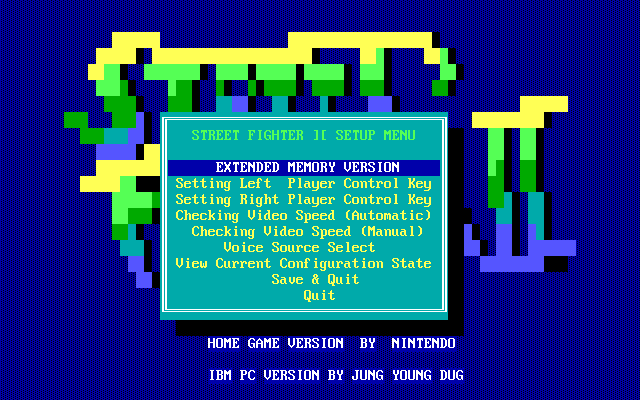 STREET FIGHTER ][ SETUP MENU
EXTENDED MEMORY VERSION
Setting Left  Player Control Key
Setting Right Player Control Key
Checking Video Speed (Automatic)
Checking Video Speed (Manual)
Voice Source Select
View Current Configuration State
Save & Quit
Quit
HOME GAME VERSION  BY  NINTENDO
IBM PC VERSION BY JUNG YOUNG DUG